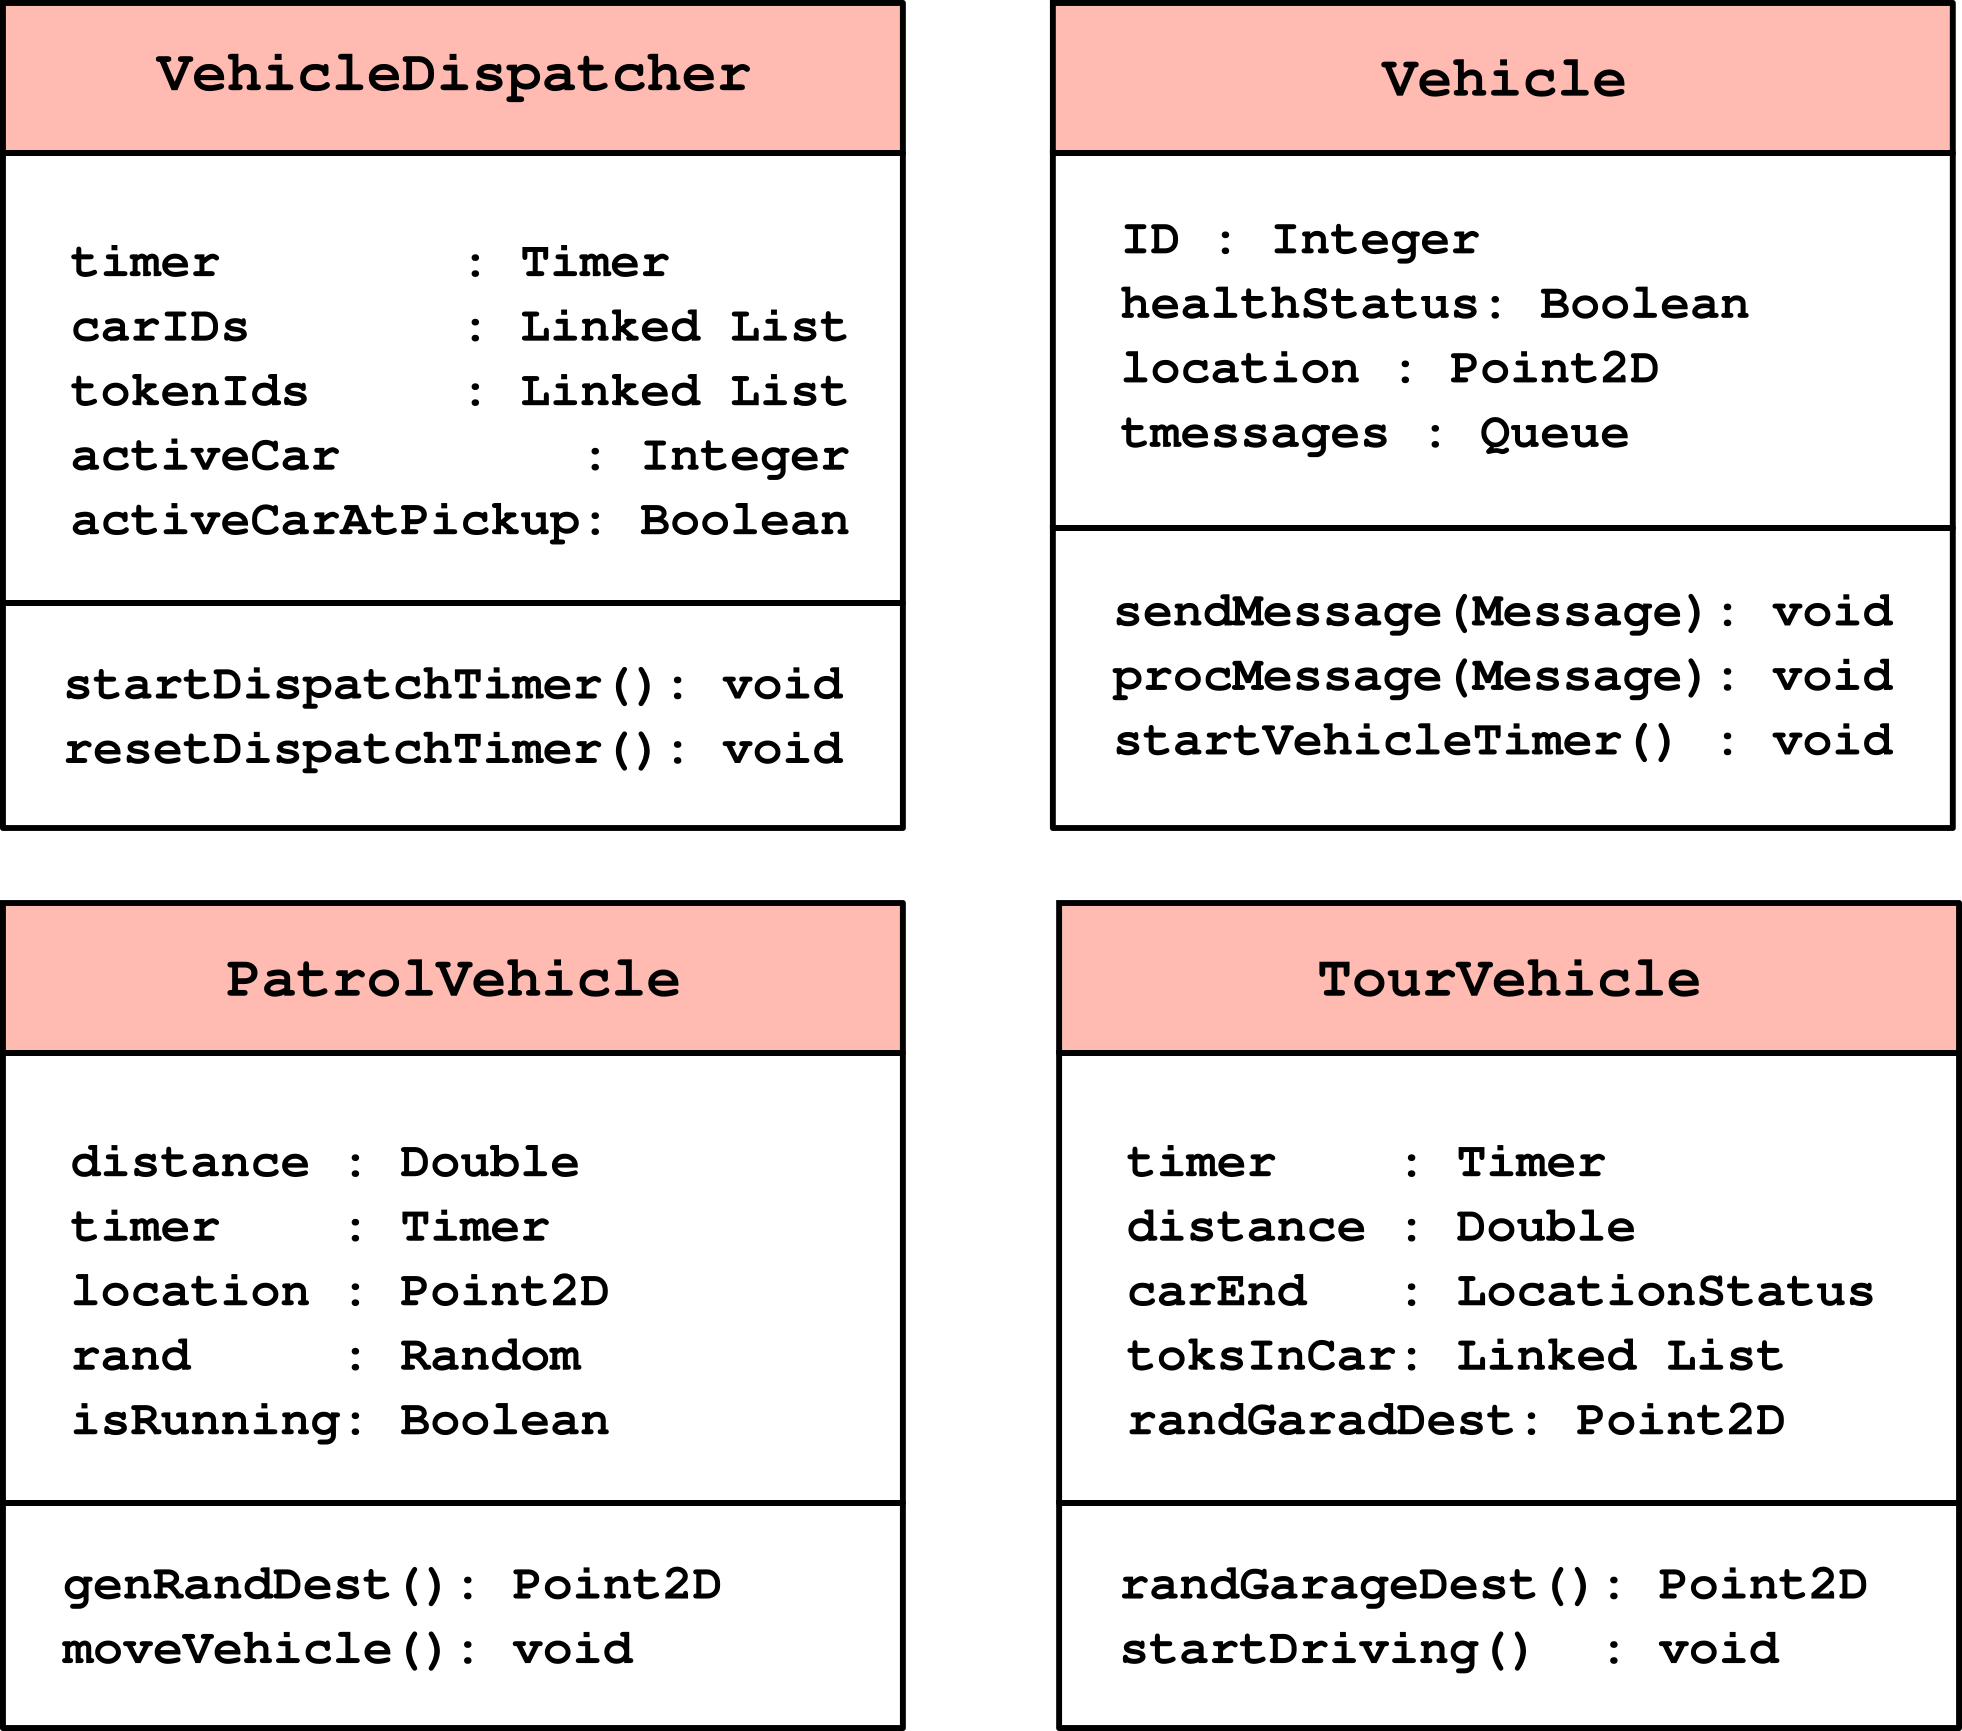 VehicleDispatcher
timer : Timer
carIDs : Linked List
tokenIds : Linked List
activeCar : Integer
activeCarAtPickup: Boolean
startDispatchTimer(): void
resetDispatchTimer(): void
Vehicle
ID : Integer
healthStatus: Boolean
location : Point2D
tmessages : Queue
sendMessage(Message): void
procMessage(Message): void
startVehicleTimer() : void
PatrolVehicle
distance : Double
timer : Timer
location : Point2D
rand : Random
isRunning: Boolean
genRandDest(): Point2D
moveVehicle(): void
TourVehicle
timer : Timer
distance : Double
carEnd : LocationStatus
toksInCar: Linked List
randGaradDest: Point2D
randGarageDest(): Point2D
startDriving() : void